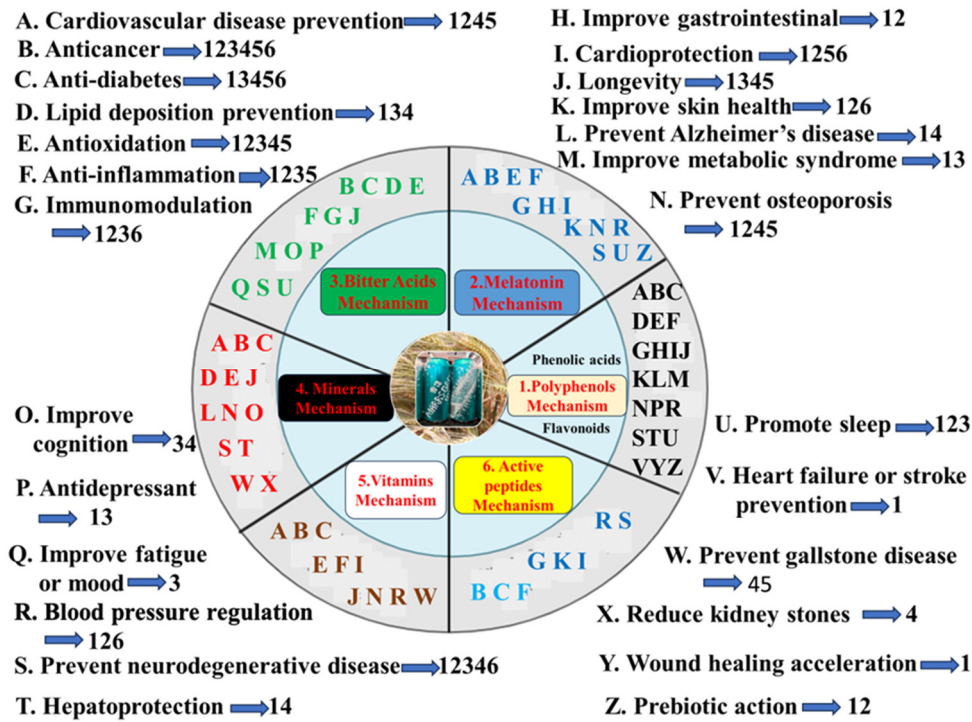 A. Cardiovascular disease prevention 1245
B. Anticancer 123456
C. Anti-diabetes 13456
D. Lipid deposition prevention 134
E. Antioxidation 12345
F. Anti-inflammation 1235
G. Immunomodulation
1236
H. Improve gastrointestinal 12
I. Cardioprotection 1256
J. Longevity 1345
K. Improve skin health 126
L. Prevent Alzheimer's disease 14
M. Improve metabolic syndrome 13
N. Prevent osteoporosis
1245
B C D E
F G J
M O P
Q S U
A B E F
G H I
K N R
S U Z
3.Bitter Acids
Mechanism
2.Melatonin
Mechanism
ABC
DEF
GHIJ
KLM
NPR
STU
VYZ
Phenolic acids
1.Polyphenols
Mechanism
Flavonoids
A B C
D E J
L N O
S T
W X
4. Minerals
Mechanism
5.Vitamins
Mechanism
6. Active
peptides
Mechanism
A B C
E F I
J N R W
R S
G K I
B C F
O. Improve
cognition 34
P. Antidepressant
13
Q. Improve fatigue
or mood 3
R. Blood pressure regulation
126
S. Prevent neurodegenerative disease 12346
T. Hepatoprotection 14
U. Promote sleep 123
V. Heart failure or stroke
prevention 1
W. Prevent gallstone disease
45
X. Reduce kidney stones 4
Y. Wound healing acceleration 1
Z. Prebiotic action 12